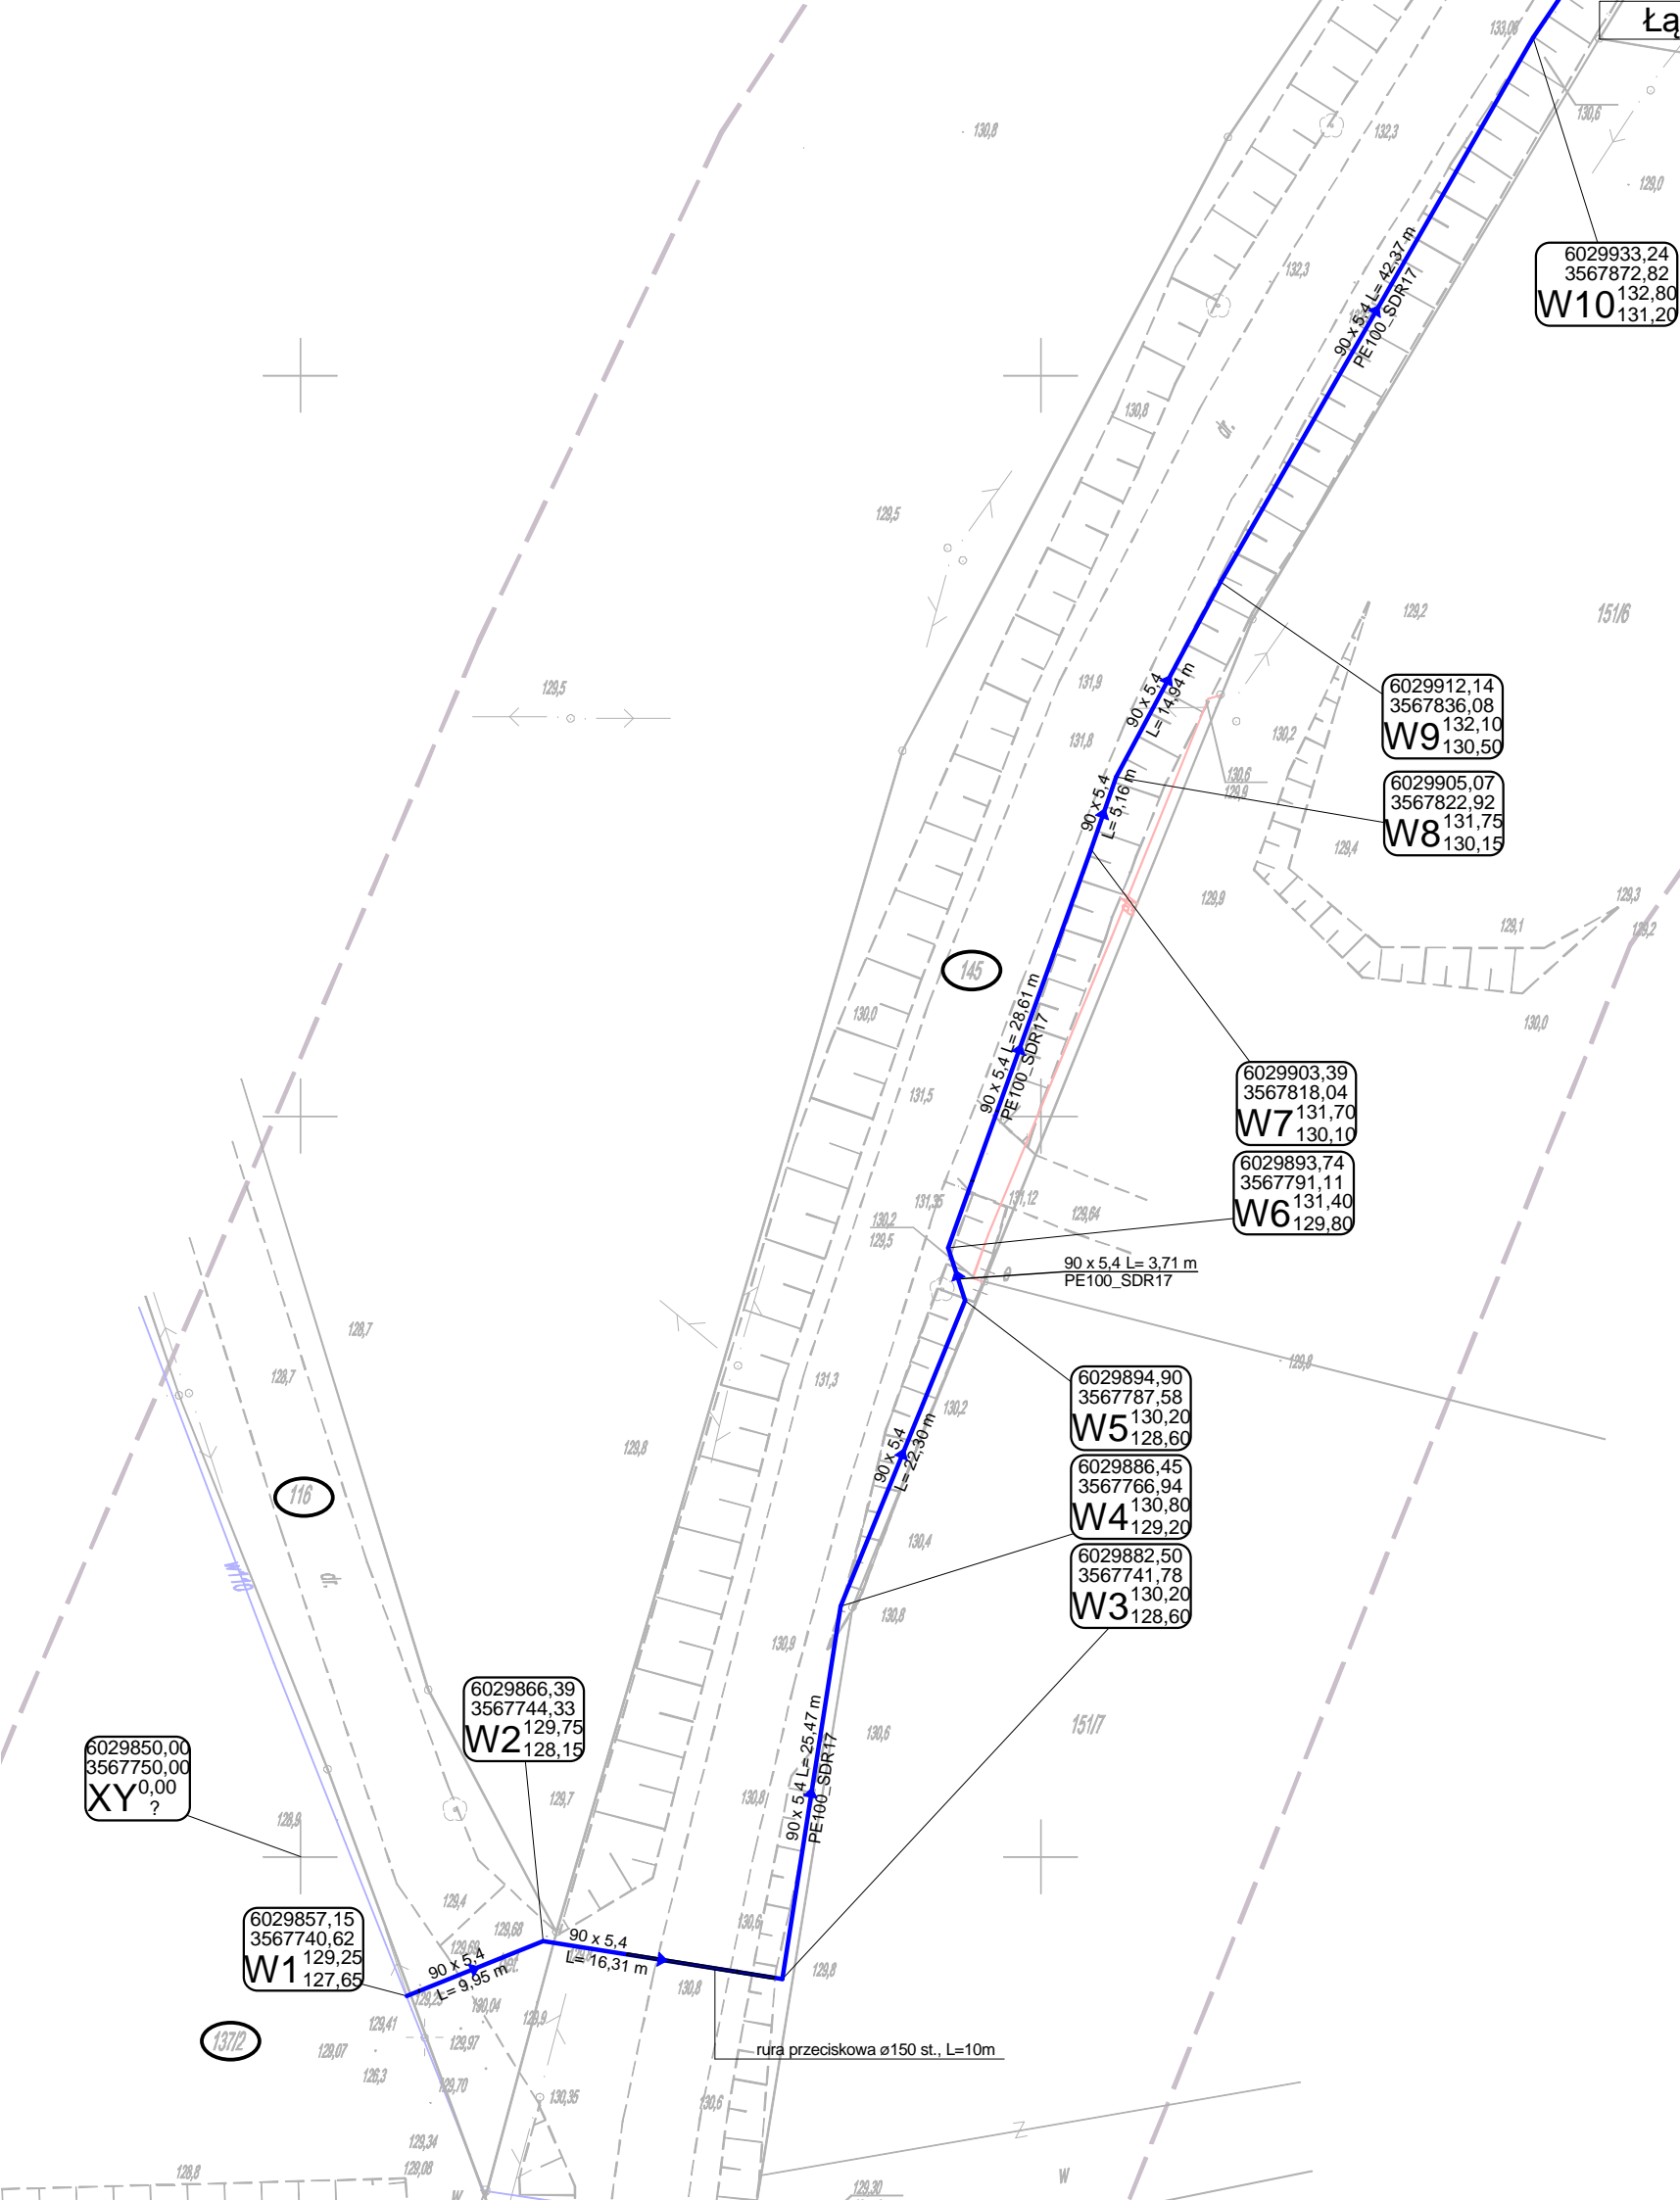 Łą
133,06
130,6
130,8
132,3
129,0
6029933,24
3567872,82
W10 132,80
131,20
132,3
90 x 5,4 L= 42,37 m
PE100_SDR17
130,8
dr.
129,5
129,2
151/6
129,5
131,9
90 x 5,4
L= 14,94 m
6029912,14
3567836,08
W9 132,10
130,50
131,8
130,2
130,6
129,9
90 x 5,4
L= 5,16 m
6029905,07
3567822,92
W8 131,75
130,15
129,4
129,9
129,3
129,1
129,2
145
130,0
130,0
90 x 5,4 L= 28,61 m
PE100_SDR17
131,5
6029903,39
3567818,04
W7 131,70
130,10
6029893,74
3567791,11
W6 131,40
129,80
131,35
131,12
129,64
130,2
129,5
90 x 5,4 L= 3,71 m
PE100_SDR17
128,7
128,7
131,3
129,8
130,2
6029894,90
3567787,58
W5 130,20
128,60
129,8
90 x 5,4
L= 22,30 m
6029886,45
3567766,94
W4 130,80
129,20
116
130,4
6029882,50
3567741,78
W3 130,20
128,60
w110
dr.
130,8
130,9
6029866,39
3567744,33
W2 129,75
128,15
151/7
130,6
6029850,00
3567750,00
XY 0,00
?
90 x 5,4 L= 25,47 m
PE100_SDR17
129,7
130,8
128,9
129,4
6029857,15
3567740,62
W1 129,25
127,65
129,68
130,6
90 x 5,4
L= 9,95 m
90 x 5,4
L= 16,31 m
129,8
130,8
129,25
130,04
129,41
129,9
137/2
129,07
129,97
rura przeciskowa ø150 st., L=10m
126,3
129,70
130,35
130,6
129,34
128,8
129,08
w
129,30
w